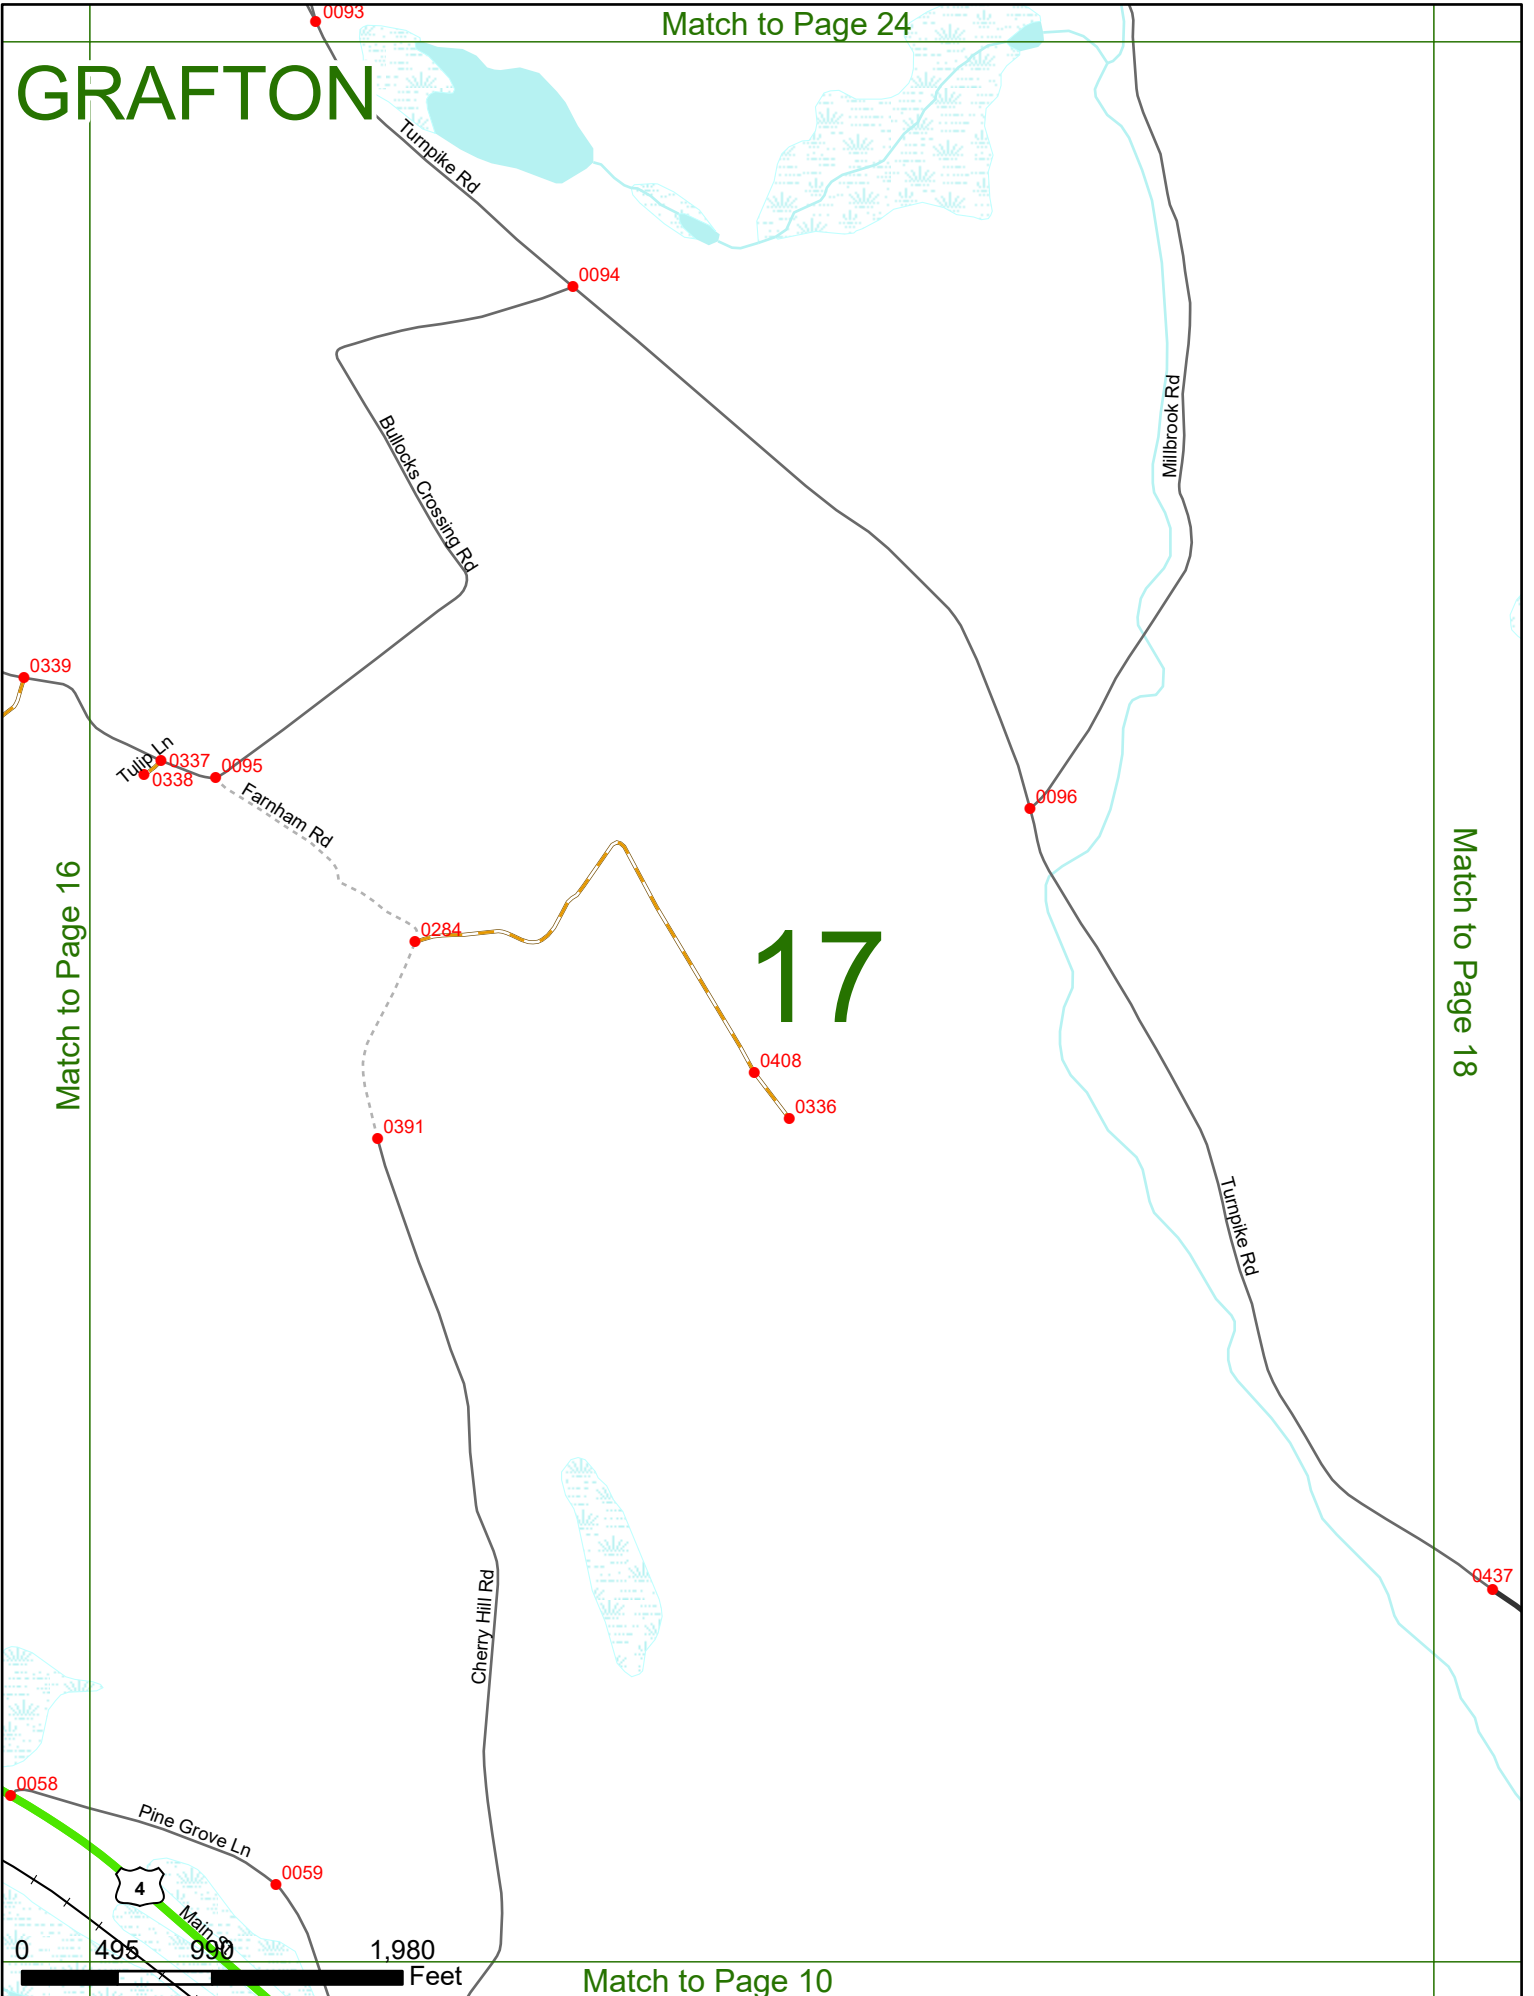 0093
Match to Page 24
GRAFTON
Turnpike Rd
0094
Millbrook Rd
Bullocks Crossing Rd
0339
Tulip Ln
0337
0095
0338
Farnham Rd
0096
Match to Page 16
Match to Page 18
0284
17
0408
0336
0391
Turnpike Rd
0437
Cherry Hill Rd
0058
Pine Grove Ln
0059
4
Main St
0 495 990 1,980
Feet
Match to Page 10